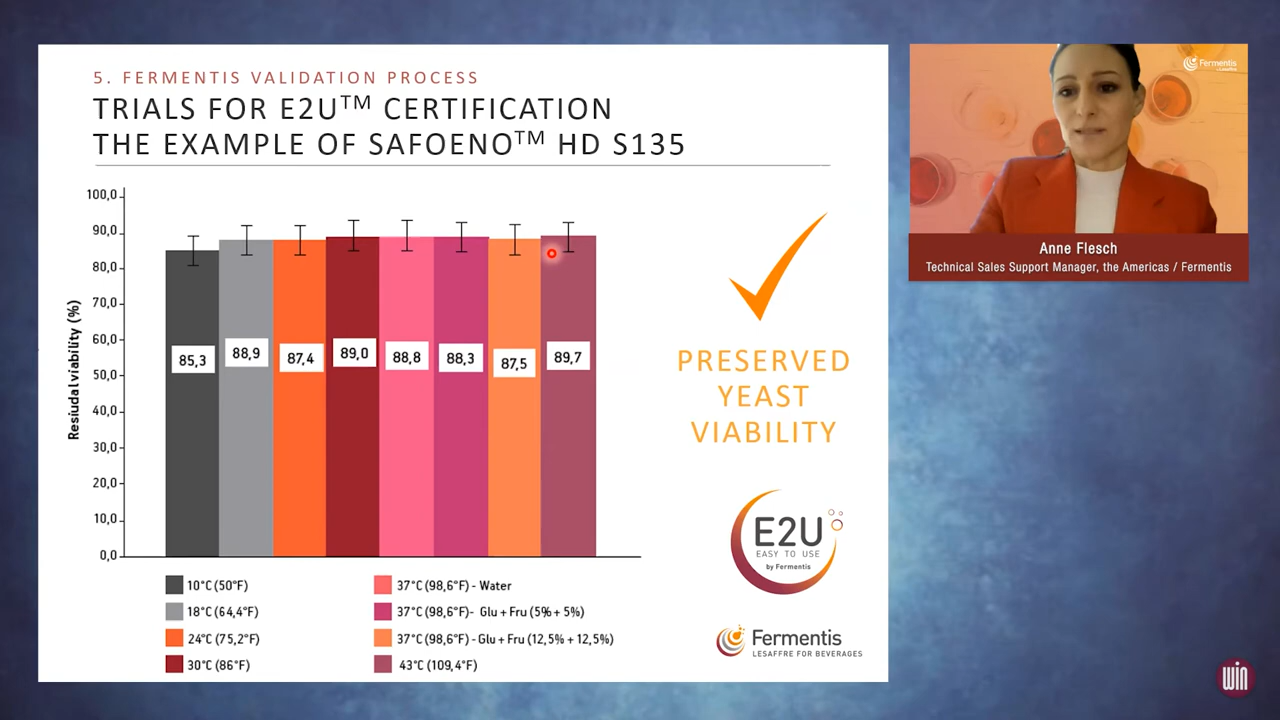 5. FERMENTIS VALIDATION PROCESS
TRIALS FOR E2U™ CERTIFICATION
THE EXAMPLE OF SAFOENO™ HD S135
Resiudal viability (%)
100,0
90,0
80,0
70,0
60,0
50,0
40,0
30,0
20,0
10,0
0,0
85,3
88,9
87,4
89,0
88,8
88,3
87,5
89,7
10°C (50°F)
18°C (64,4°F)
24°C (75,2°F)
30°C (86°F)
37°C (98,6°F) - Water
37°C (98,6°F) - Glu + Fru (5% + 5%)
37°C (98,6°F) - Glu + Fru (12,5% + 12,5%)
43°C (109,4°F)
PRESERVED
YEAST
VIABILITY
E2U
EASY TO USE
by Fermentis
Fermentis
LESAFFRE FOR BEVERAGES
Fermentis
Anne Flesch
Technical Sales Support Manager, the Americas / Fermentis
win